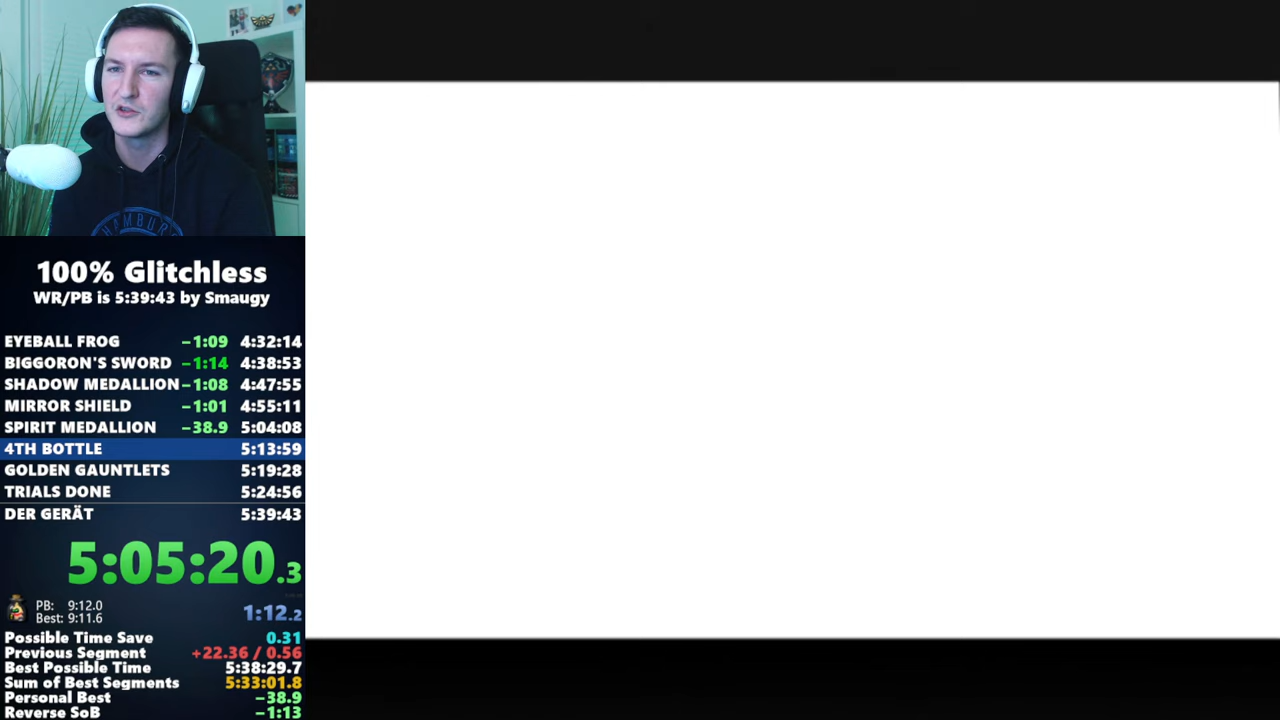 HAMBUR
100% Glitchless
WR/PB is 5:39:43 by Smaugy
EYEBALL FROG -1:09 4:32:14
BIGGORON'S SWORD -1:14 4:38:53
SHADOW MEDALLION -1:08 4:47:55
MIRROR SHIELD -1:01 4:55:11
SPIRIT MEDALLION -38.9 5:04:08
4TH BOTTLE 5:13:59
GOLDEN GAUNTLETS 5:19:28
TRIALS DONE 5:24:56
DER GERÄT 5:39:43
5:05:20.3
PB: 9:12.0
Best: 9:11.6
1:12.2
Possible Time Save 0.31
Previous Segment +22.36 / 0.56
Best Possible Time 5:38:29.7
Sum of Best Segments 5:33:01.8
Personal Best -38.9
Reverse SoB -1:13